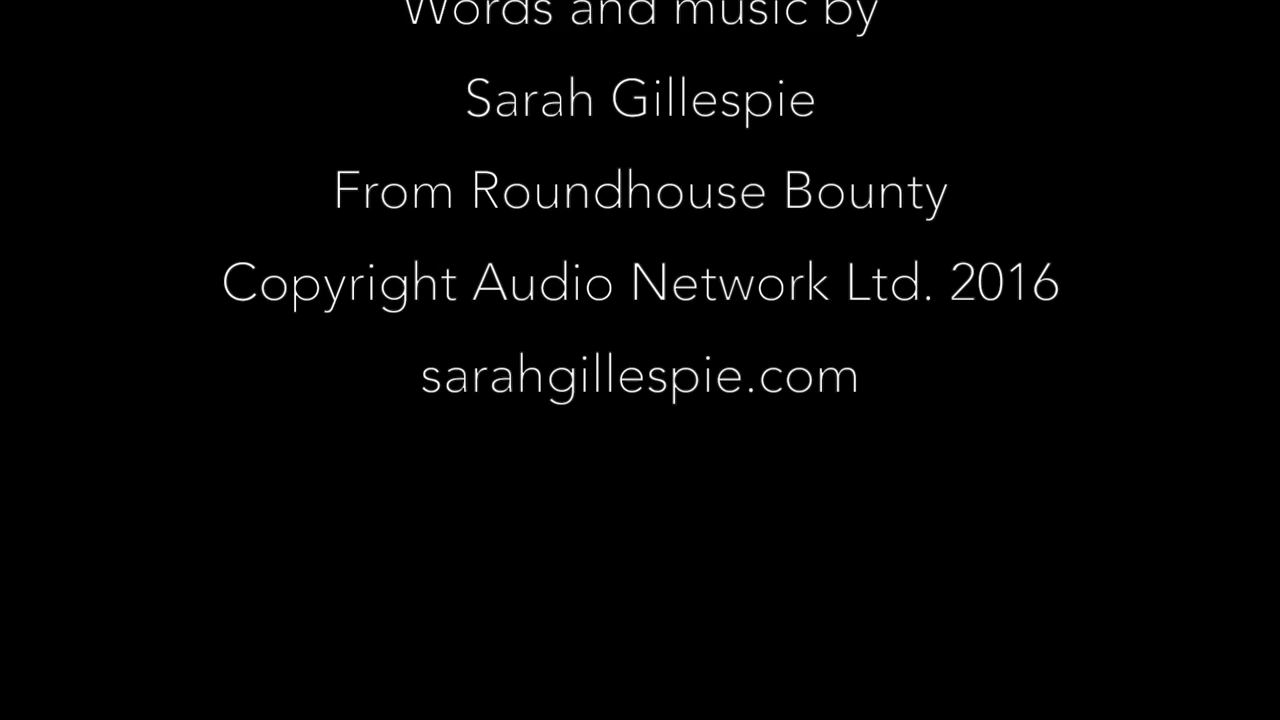 Words and music by
Sarah Gillespie
From Roundhouse Bounty
Copyright Audio Network Ltd. 2016
sarahgillespie.com